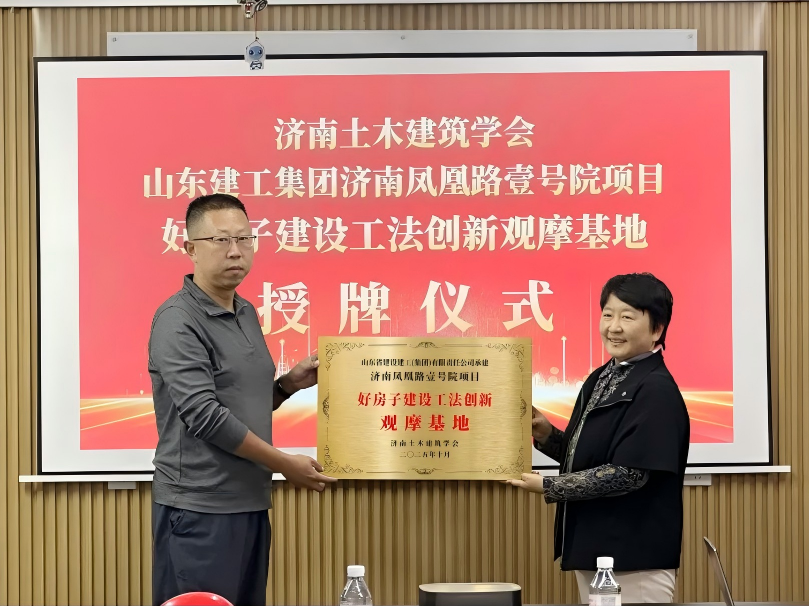 济南土木建筑学会
山东建工集团济南凤凰路壹号院项目
好 子建设工法创新观摩基地
授牌仪式
山东省建设建工(集团)有限责任公司承建
济南凤凰路壹号院项目
好房子建设工法创新
观摩基地
济南土木建筑学会
二〇二五年十月